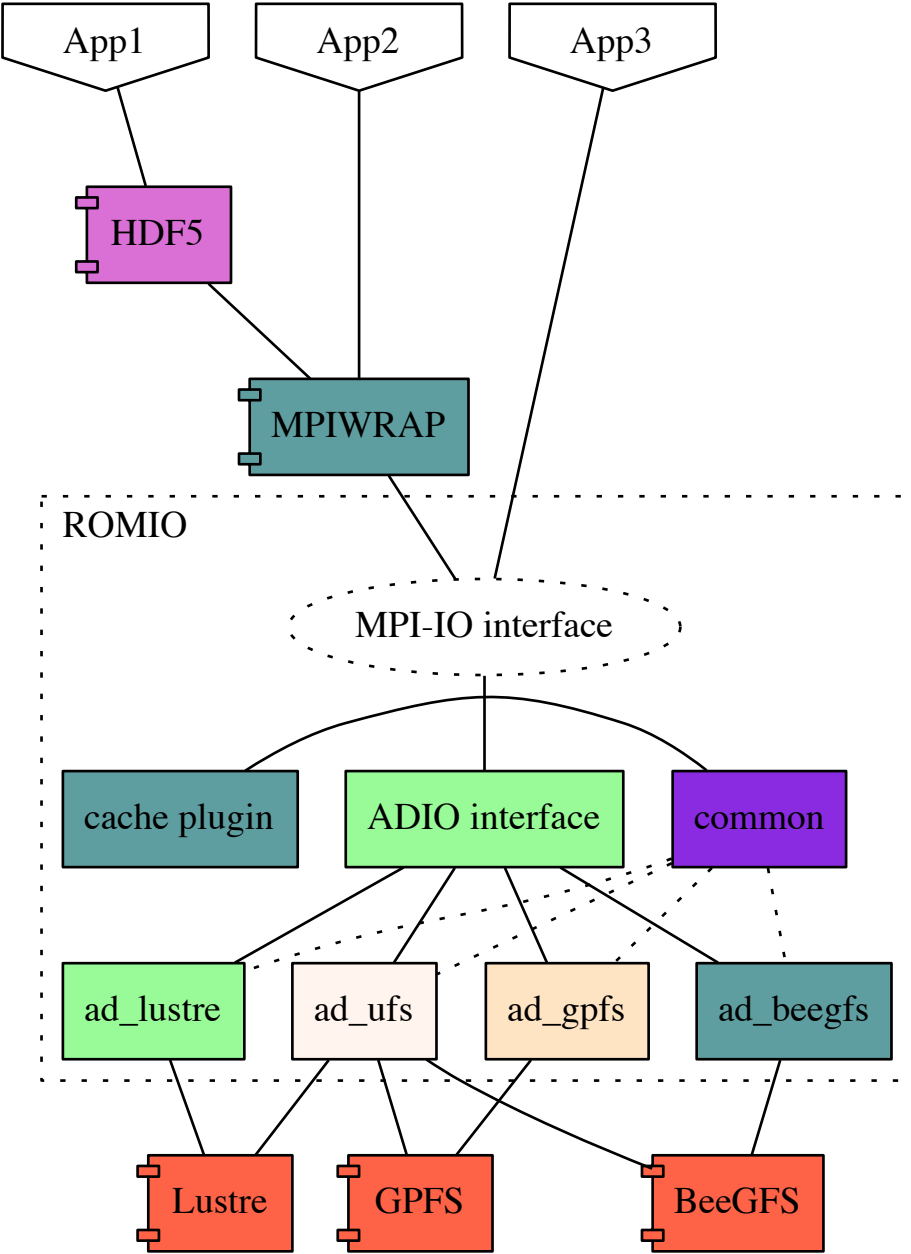 App1
App2
App3
HDF5
MPIWRAP
ROMIO
MPI-IO interface
cache plugin
ADIO interface
common
ad_lustre
ad_ufs
ad_gpfs
ad_beegfs
Lustre
GPFS
BeeGFS